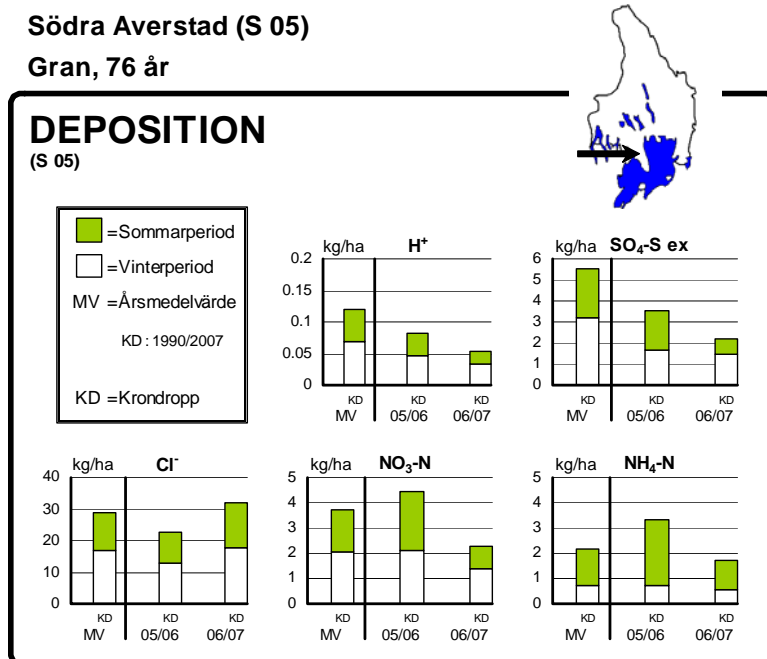 Södra Averstad (S 05)
Gran, 76 år
DEPOSITION
(S 05)
=Sommarperiod
=Vinterperiod
MV =Årsmedelvärde
KD : 1990/2007
KD =Krondropp
kg/ha H⁺
0.2
0.15
0.1
0.05
0
KD KD KD
MV 05/06 06/07
kg/ha SO₄-S ex
6
5
4
3
2
1
0
KD KD KD
MV 05/06 06/07
kg/ha Cl⁻
40
30
20
10
0
KD KD KD
MV 05/06 06/07
kg/ha NO₃-N
5
4
3
2
1
0
KD KD KD
MV 05/06 06/07
kg/ha NH₄-N
5
4
3
2
1
0
KD KD KD
MV 05/06 06/07